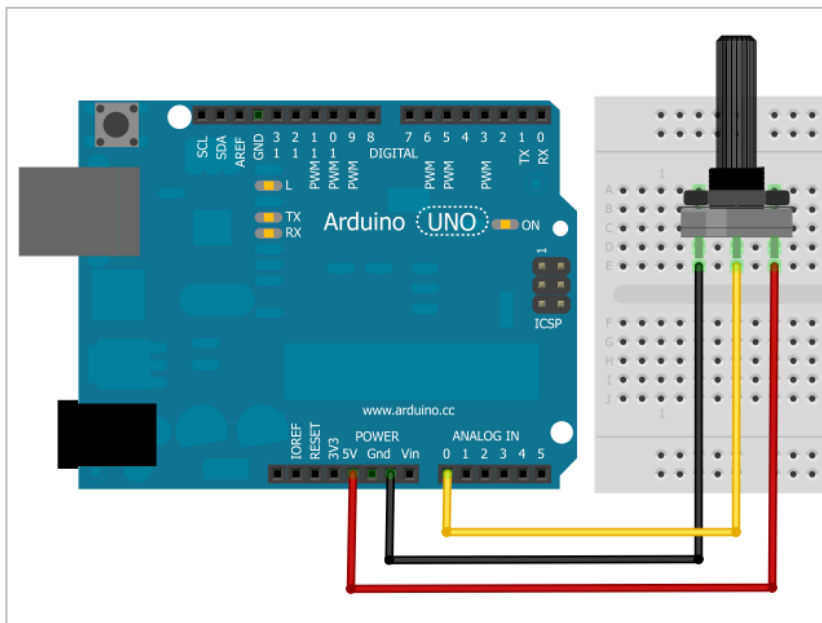 SCL
SDA
AREF
GND
13
12
11
10
9
8
7
6
5
4
3
2
1
0
PWM
PWM
PWM
PWM
PWM
PWM
TX
RX
DIGITAL
L
TX
RX
Arduino UNO
ON
1
ICSP
www.arduino.cc
POWER
ANALOG IN
IOREF
RESET
3V3
5V
Gnd
Vin
0
1
2
3
4
5
1
A
B
C
D
E
F
G
H
I
J
1